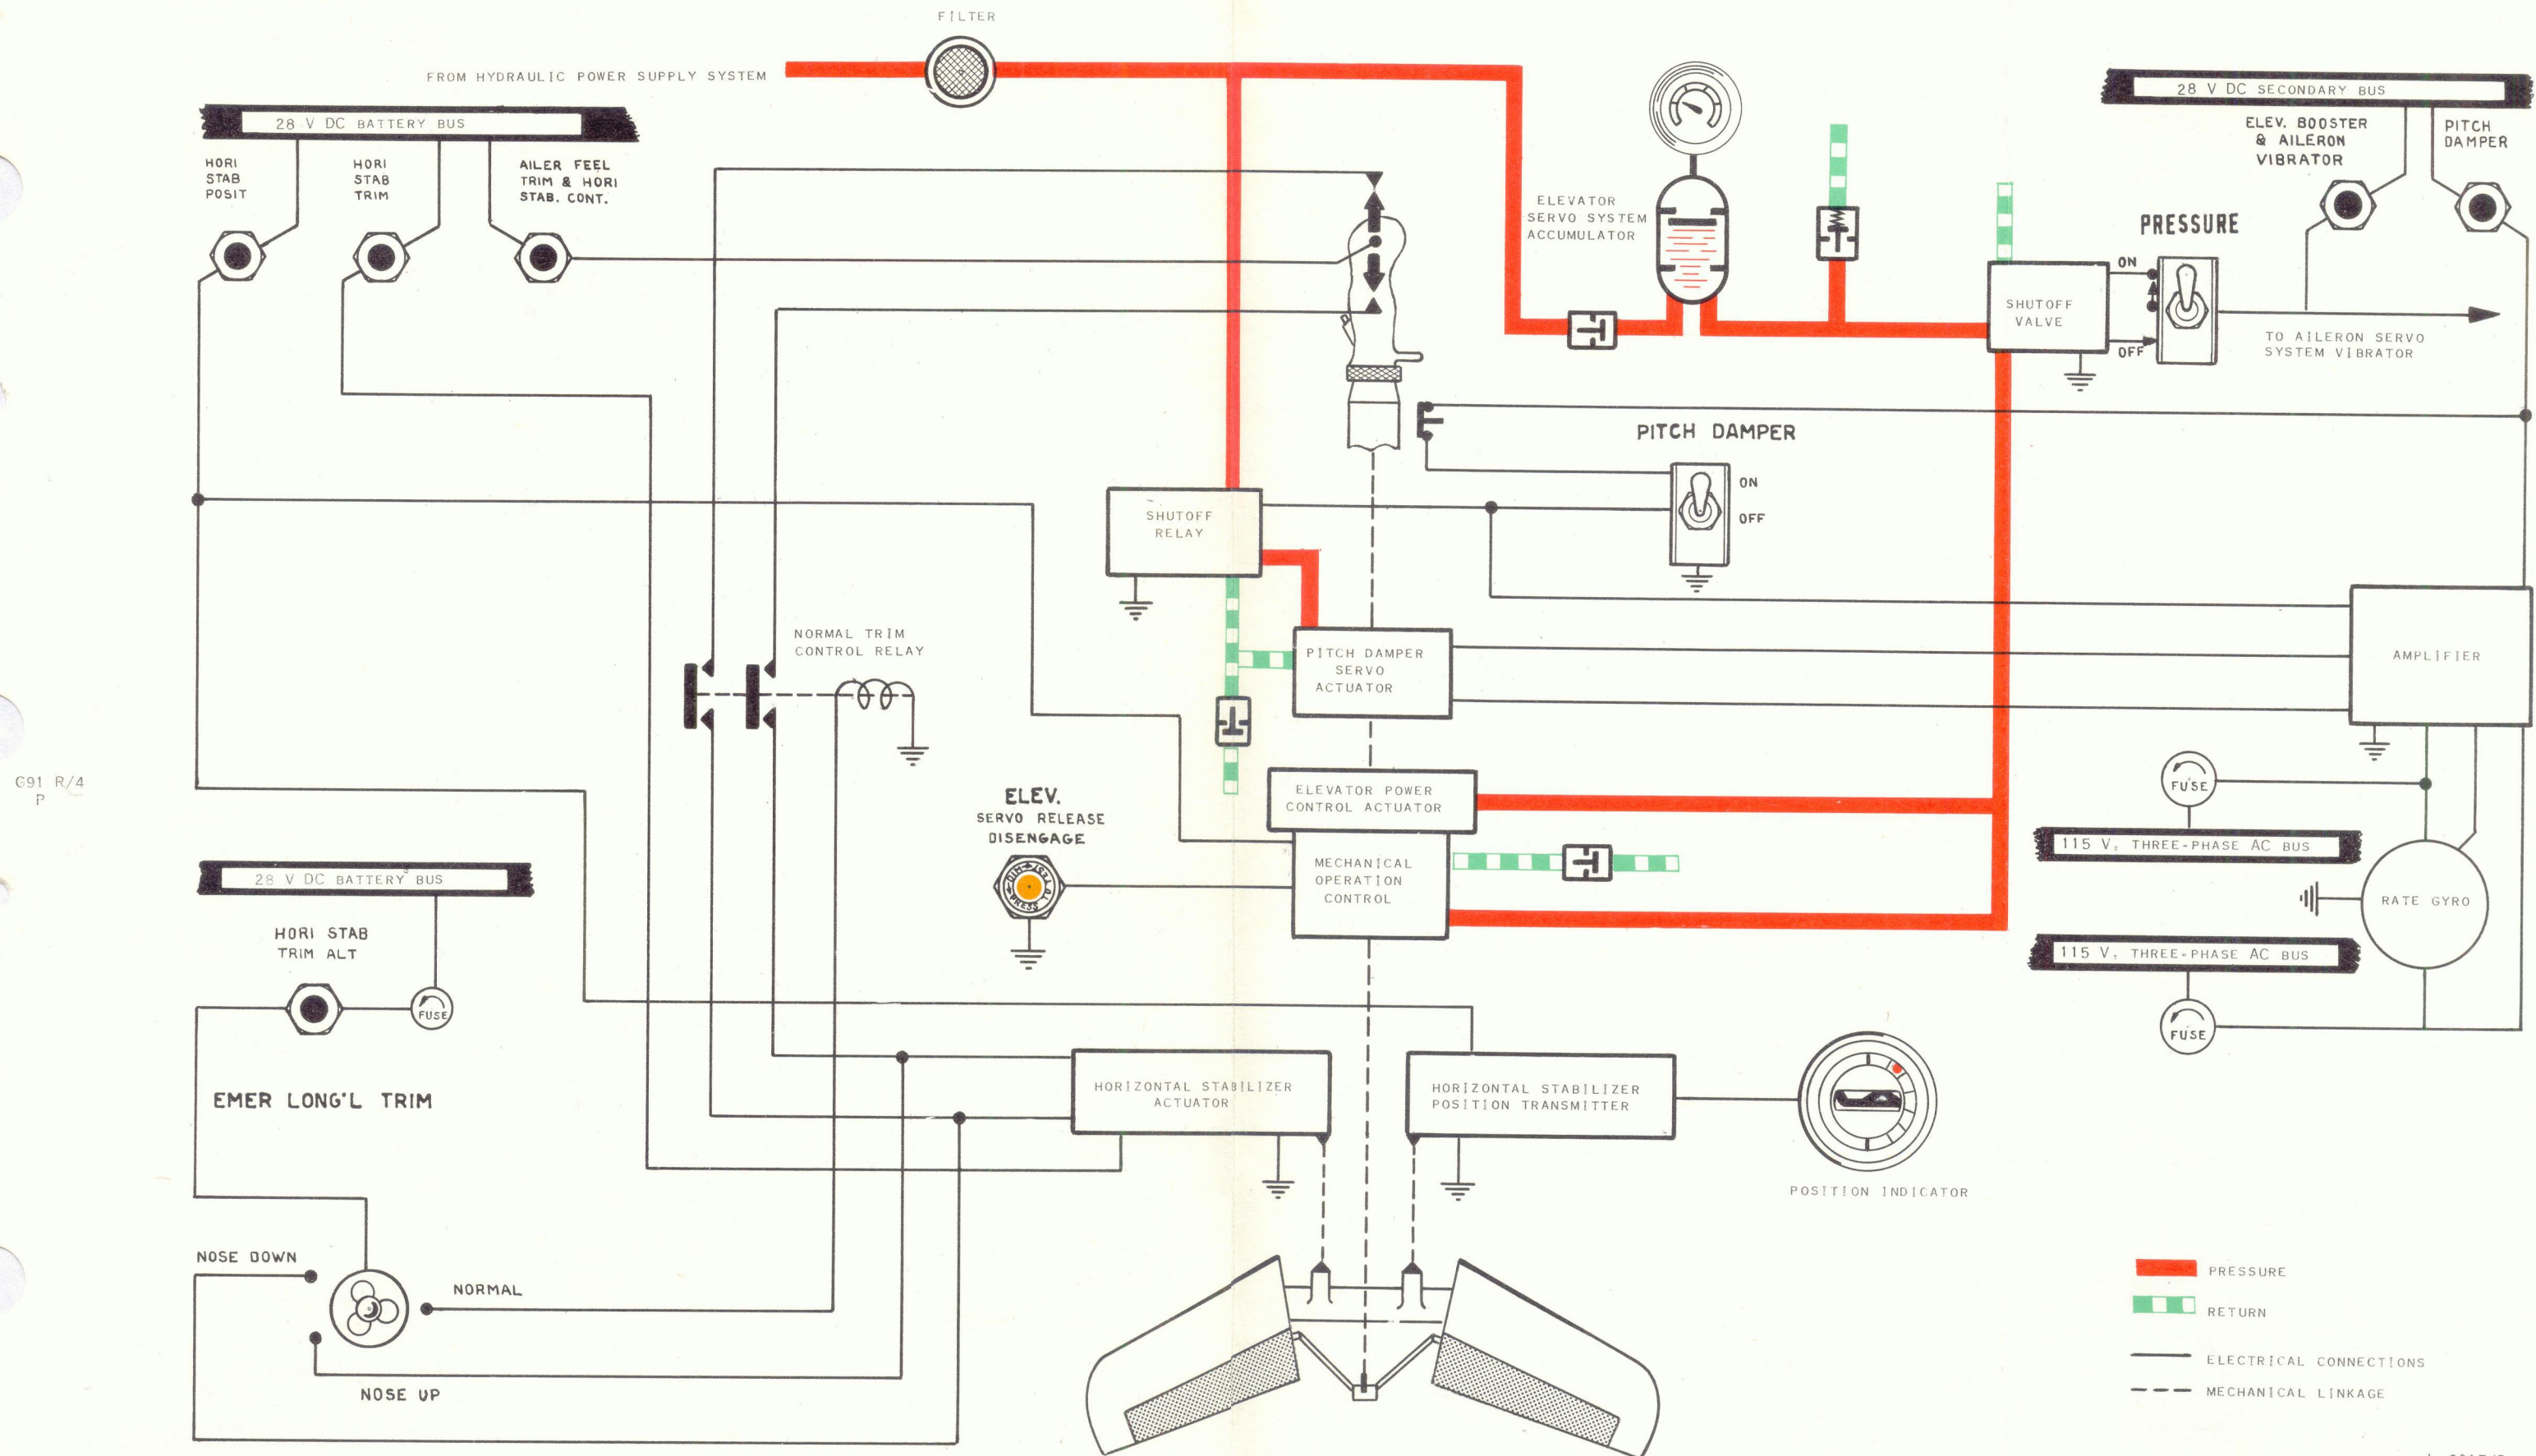 FILTER
FROM HYDRAULIC POWER SUPPLY SYSTEM
28 V DC BATTERY BUS
HORI
STAB
POSIT
HORI
STAB
TRIM
AILER FEEL
TRIM & HORI
STAB. CONT.
ELEVATOR
SERVO SYSTEM
ACCUMULATOR
28 V DC SECONDARY BUS
ELEV. BOOSTER
& AILERON
VIBRATOR
PITCH
DAMPER
PRESSURE
ON
OFF
SHUTOFF
VALVE
TO AILERON SERVO
SYSTEM VIBRATOR
PITCH DAMPER
ON
OFF
SHUTOFF
RELAY
NORMAL TRIM
CONTROL RELAY
PITCH DAMPER
SERVO
ACTUATOR
AMPLIFIER
G91 R/4
P
ELEV.
SERVO RELEASE
DISENGAGE
PRESS TO TEST
DIM
ELEVATOR POWER
CONTROL ACTUATOR
MECHANICAL
OPERATION
CONTROL
FUSE
115 V. THREE-PHASE AC BUS
RATE GYRO
115 V. THREE-PHASE AC BUS
FUSE
28 V DC BATTERY BUS
HORI STAB
TRIM ALT
FUSE
EMER LONG'L TRIM
HORIZONTAL STABILIZER
ACTUATOR
HORIZONTAL STABILIZER
POSITION TRANSMITTER
POSITION INDICATOR
NOSE DOWN
NORMAL
NOSE UP
PRESSURE
RETURN
ELECTRICAL CONNECTIONS
MECHANICAL LINKAGE